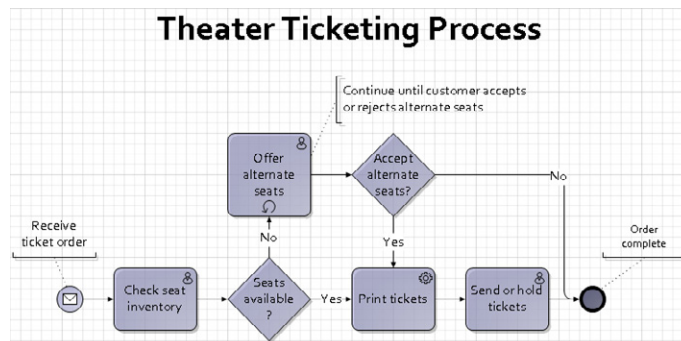 Theater Ticketing Process
Continue until customer accepts
or rejects alternate seats
Offer
alternate
seats
Accept
alternate
seats?
No
Receive
ticket order
No
Yes
Order
complete
Check seat
inventory
Seats
available
?
Yes
Print tickets
Send or hold
tickets